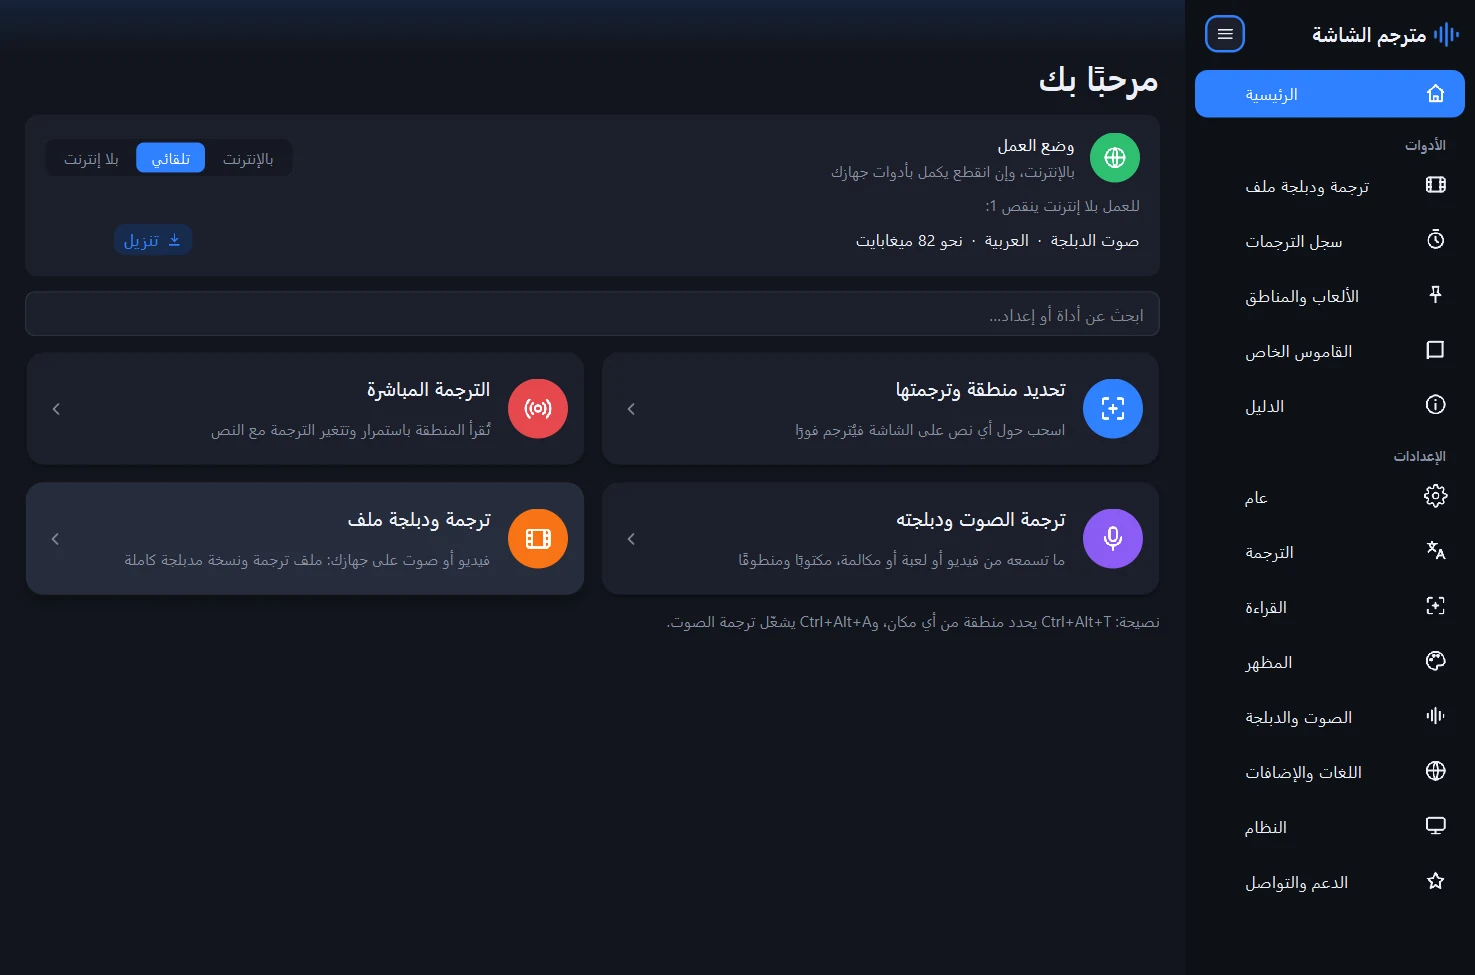 مترجم الشاشة
الرئيسية
الأدوات
ترجمة ودبلجة ملف
سجل الترجمات
الألعاب والمناطق
القاموس الخاص
الدليل
الإعدادات
عام
الترجمة
القراءة
المظهر
الصوت والدبلجة
اللغات والإضافات
النظام
الدعم والتواصل
مرحبًا بك
وضع العمل
بالإنترنت، وإن انقطع يكمل بأدوات جهازك
بالإنترنت
تلقائي
بلا إنترنت
للعمل بلا إنترنت ينقص 1:
صوت الدبلجة · العربية · نحو 82 ميغابايت
تنزيل
ابحث عن أداة أو إعداد...
تحديد منطقة وترجمتها
اسحب حول أي نص على الشاشة فيُترجم فورًا
الترجمة المباشرة
تُقرأ المنطقة باستمرار وتتغير الترجمة مع النص
ترجمة الصوت ودبلجته
ما تسمعه من فيديو أو لعبة أو مكالمة، مكتوبًا ومنطوقًا
ترجمة ودبلجة ملف
فيديو أو صوت على جهازك: ملف ترجمة ونسخة مدبلجة كاملة
نصيحة: Ctrl+Alt+T يحدد منطقة من أي مكان، وCtrl+Alt+A يشغّل ترجمة الصوت.